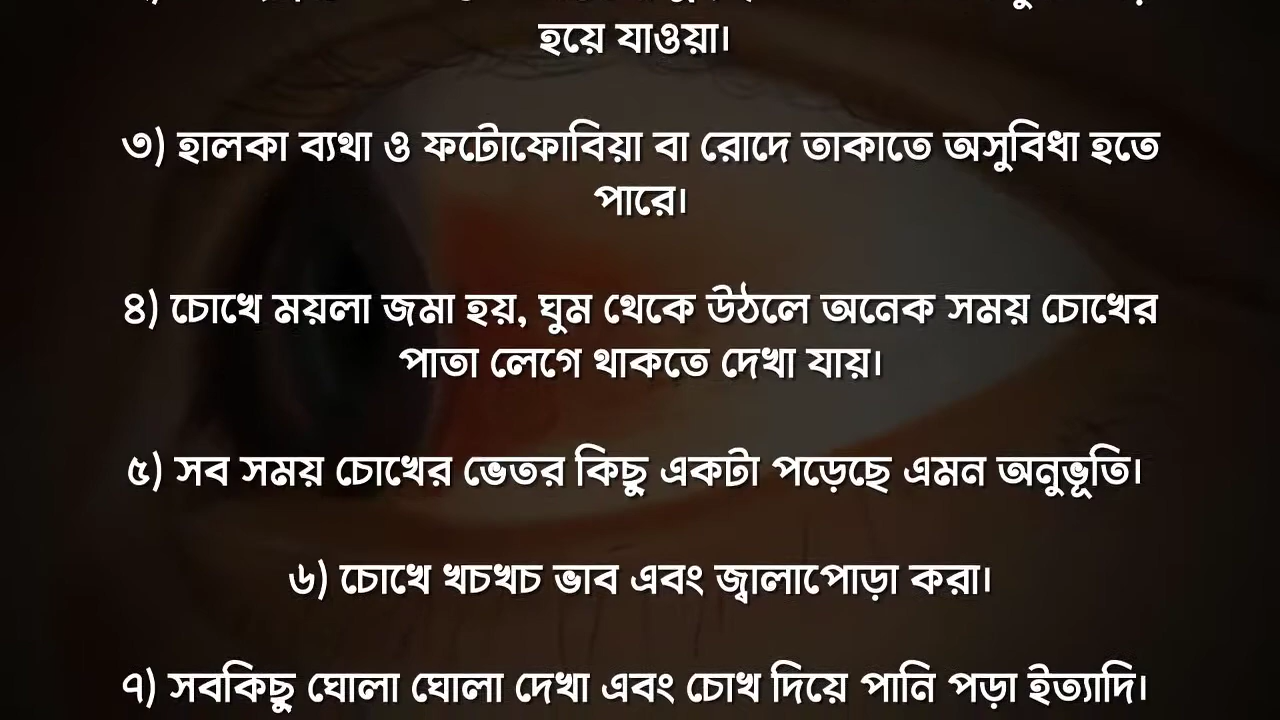 হয়ে যাওয়া।
৩) হালকা ব্যথা ও ফটোফোবিয়া বা রোদে তাকাতে অসুবিধা হতে
পারে।
৪) চোখে ময়লা জমা হয়, ঘুম থেকে উঠলে অনেক সময় চোখের
পাতা লেগে থাকতে দেখা যায়।
৫) সব সময় চোখের ভেতর কিছু একটা পড়েছে এমন অনুভূতি।
৬) চোখে খচখচ ভাব এবং জ্বালাপোড়া করা।
৭) সবকিছু ঘোলা ঘোলা দেখা এবং চোখ দিয়ে পানি পড়া ইত্যাদি।